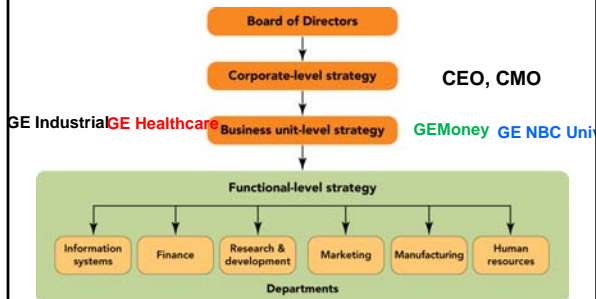 Board of Directors
Corporate-level strategy
CEO, CMO
GE Industrial
GE Healthcare
Business unit-level strategy
GEMoney
GE NBC Univ
Functional-level strategy
Information
systems
Finance
Research &
development
Marketing
Manufacturing
Human
resources
Departments